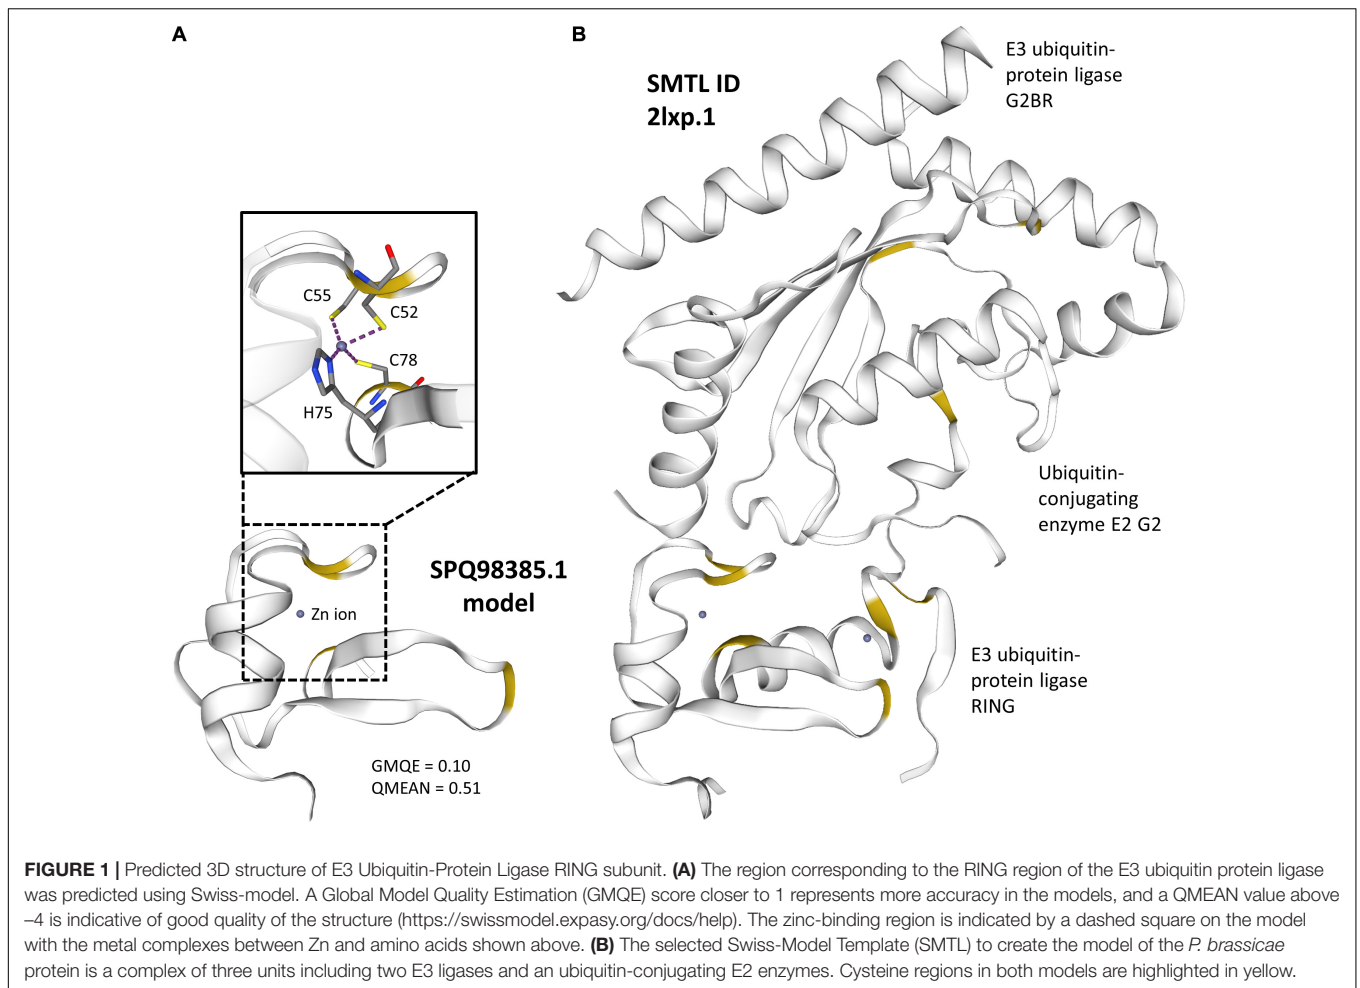 A
B
SMTL ID
2lxp.1
E3 ubiquitin-
protein ligase
G2BR
C55
C52
C78
H75
Ubiquitin-
conjugating
enzyme E2 G2
SPQ98385.1
model
Zn ion
E3 ubiquitin-
protein ligase
RING
GMQE = 0.10
QMEAN = 0.51
FIGURE 1 | Predicted 3D structure of E3 Ubiquitin-Protein Ligase RING subunit. (A) The region corresponding to the RING region of the E3 ubiquitin protein ligase
was predicted using Swiss-model. A Global Model Quality Estimation (GMQE) score closer to 1 represents more accuracy in the models, and a QMEAN value above
–4 is indicative of good quality of the structure (https://swissmodel.expasy.org/docs/help). The zinc-binding region is indicated by a dashed square on the model
with the metal complexes between Zn and amino acids shown above. (B) The selected Swiss-Model Template (SMTL) to create the model of the P. brassicae
protein is a complex of three units including two E3 ligases and an ubiquitin-conjugating E2 enzymes. Cysteine regions in both models are highlighted in yellow.